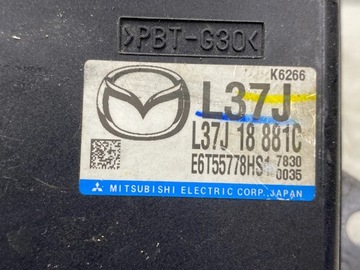 >PBT-G30<
K6266
L37J
L37J 18 881C
E6T55778HS 7830
0035
MITSUBISHI ELECTRIC CORP. JAPAN